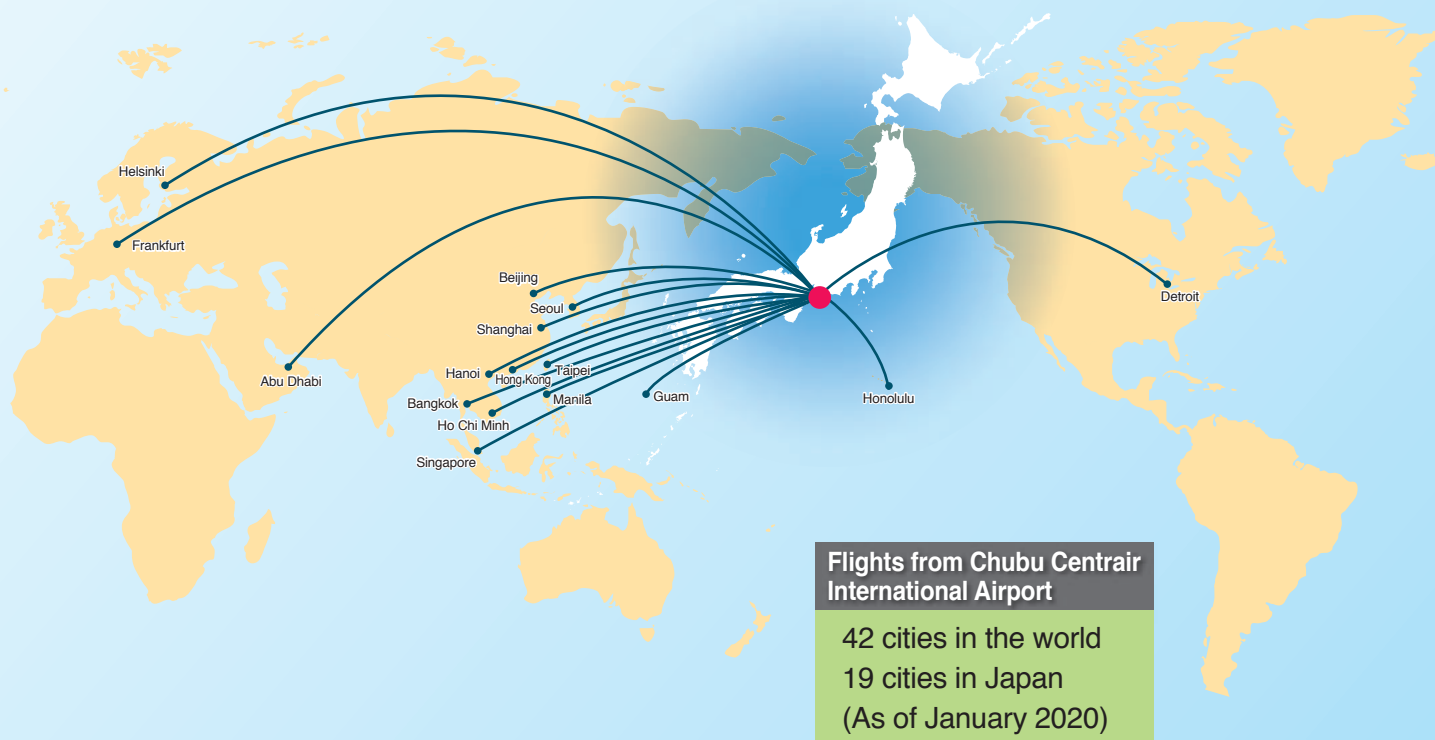 Helsinki
Frankfurt
Beijing
Seoul
Detroit
Shanghai
Abu Dhabi
Hanoi
Hong Kong
Taipei
Bangkok
Manila
Guam
Honolulu
Ho Chi Minh
Singapore
Flights from Chubu Centrair
International Airport
42 cities in the world
19 cities in Japan
(As of January 2020)